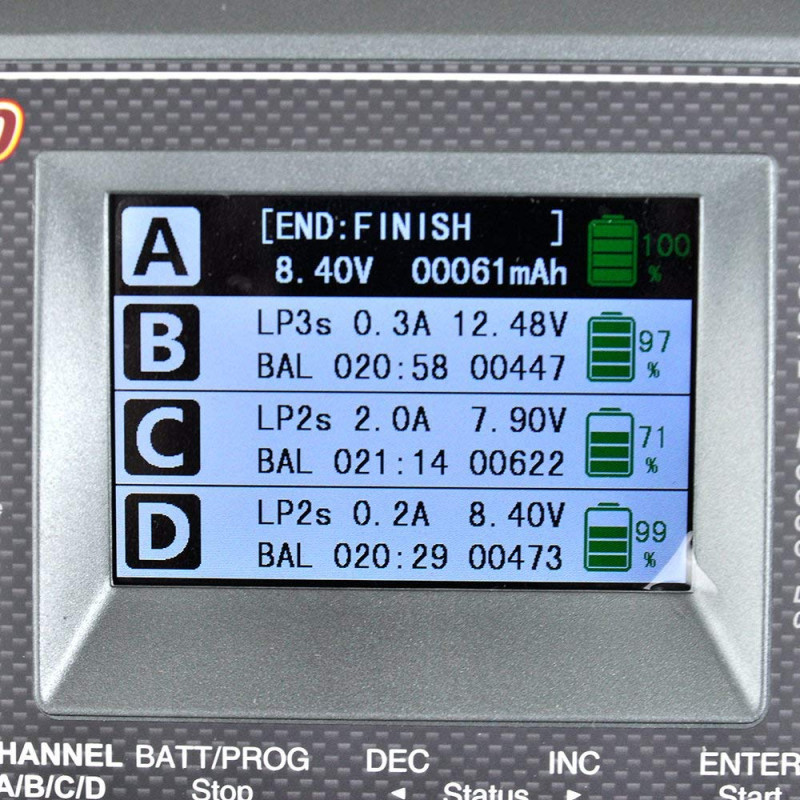 A
[END:FINISH ]
8.40V 00061mAh
100
%
B
LP3s 0.3A 12.48V
BAL 020:58 00447
97
%
C
LP2s 2.0A 7.90V
BAL 021:14 00622
71
%
D
LP2s 0.2A 8.40V
BAL 020:29 00473
99
%
HANNEL BATT/PROG DEC INC ENTER
A/B/C/D Stop ◄ Status ► Start